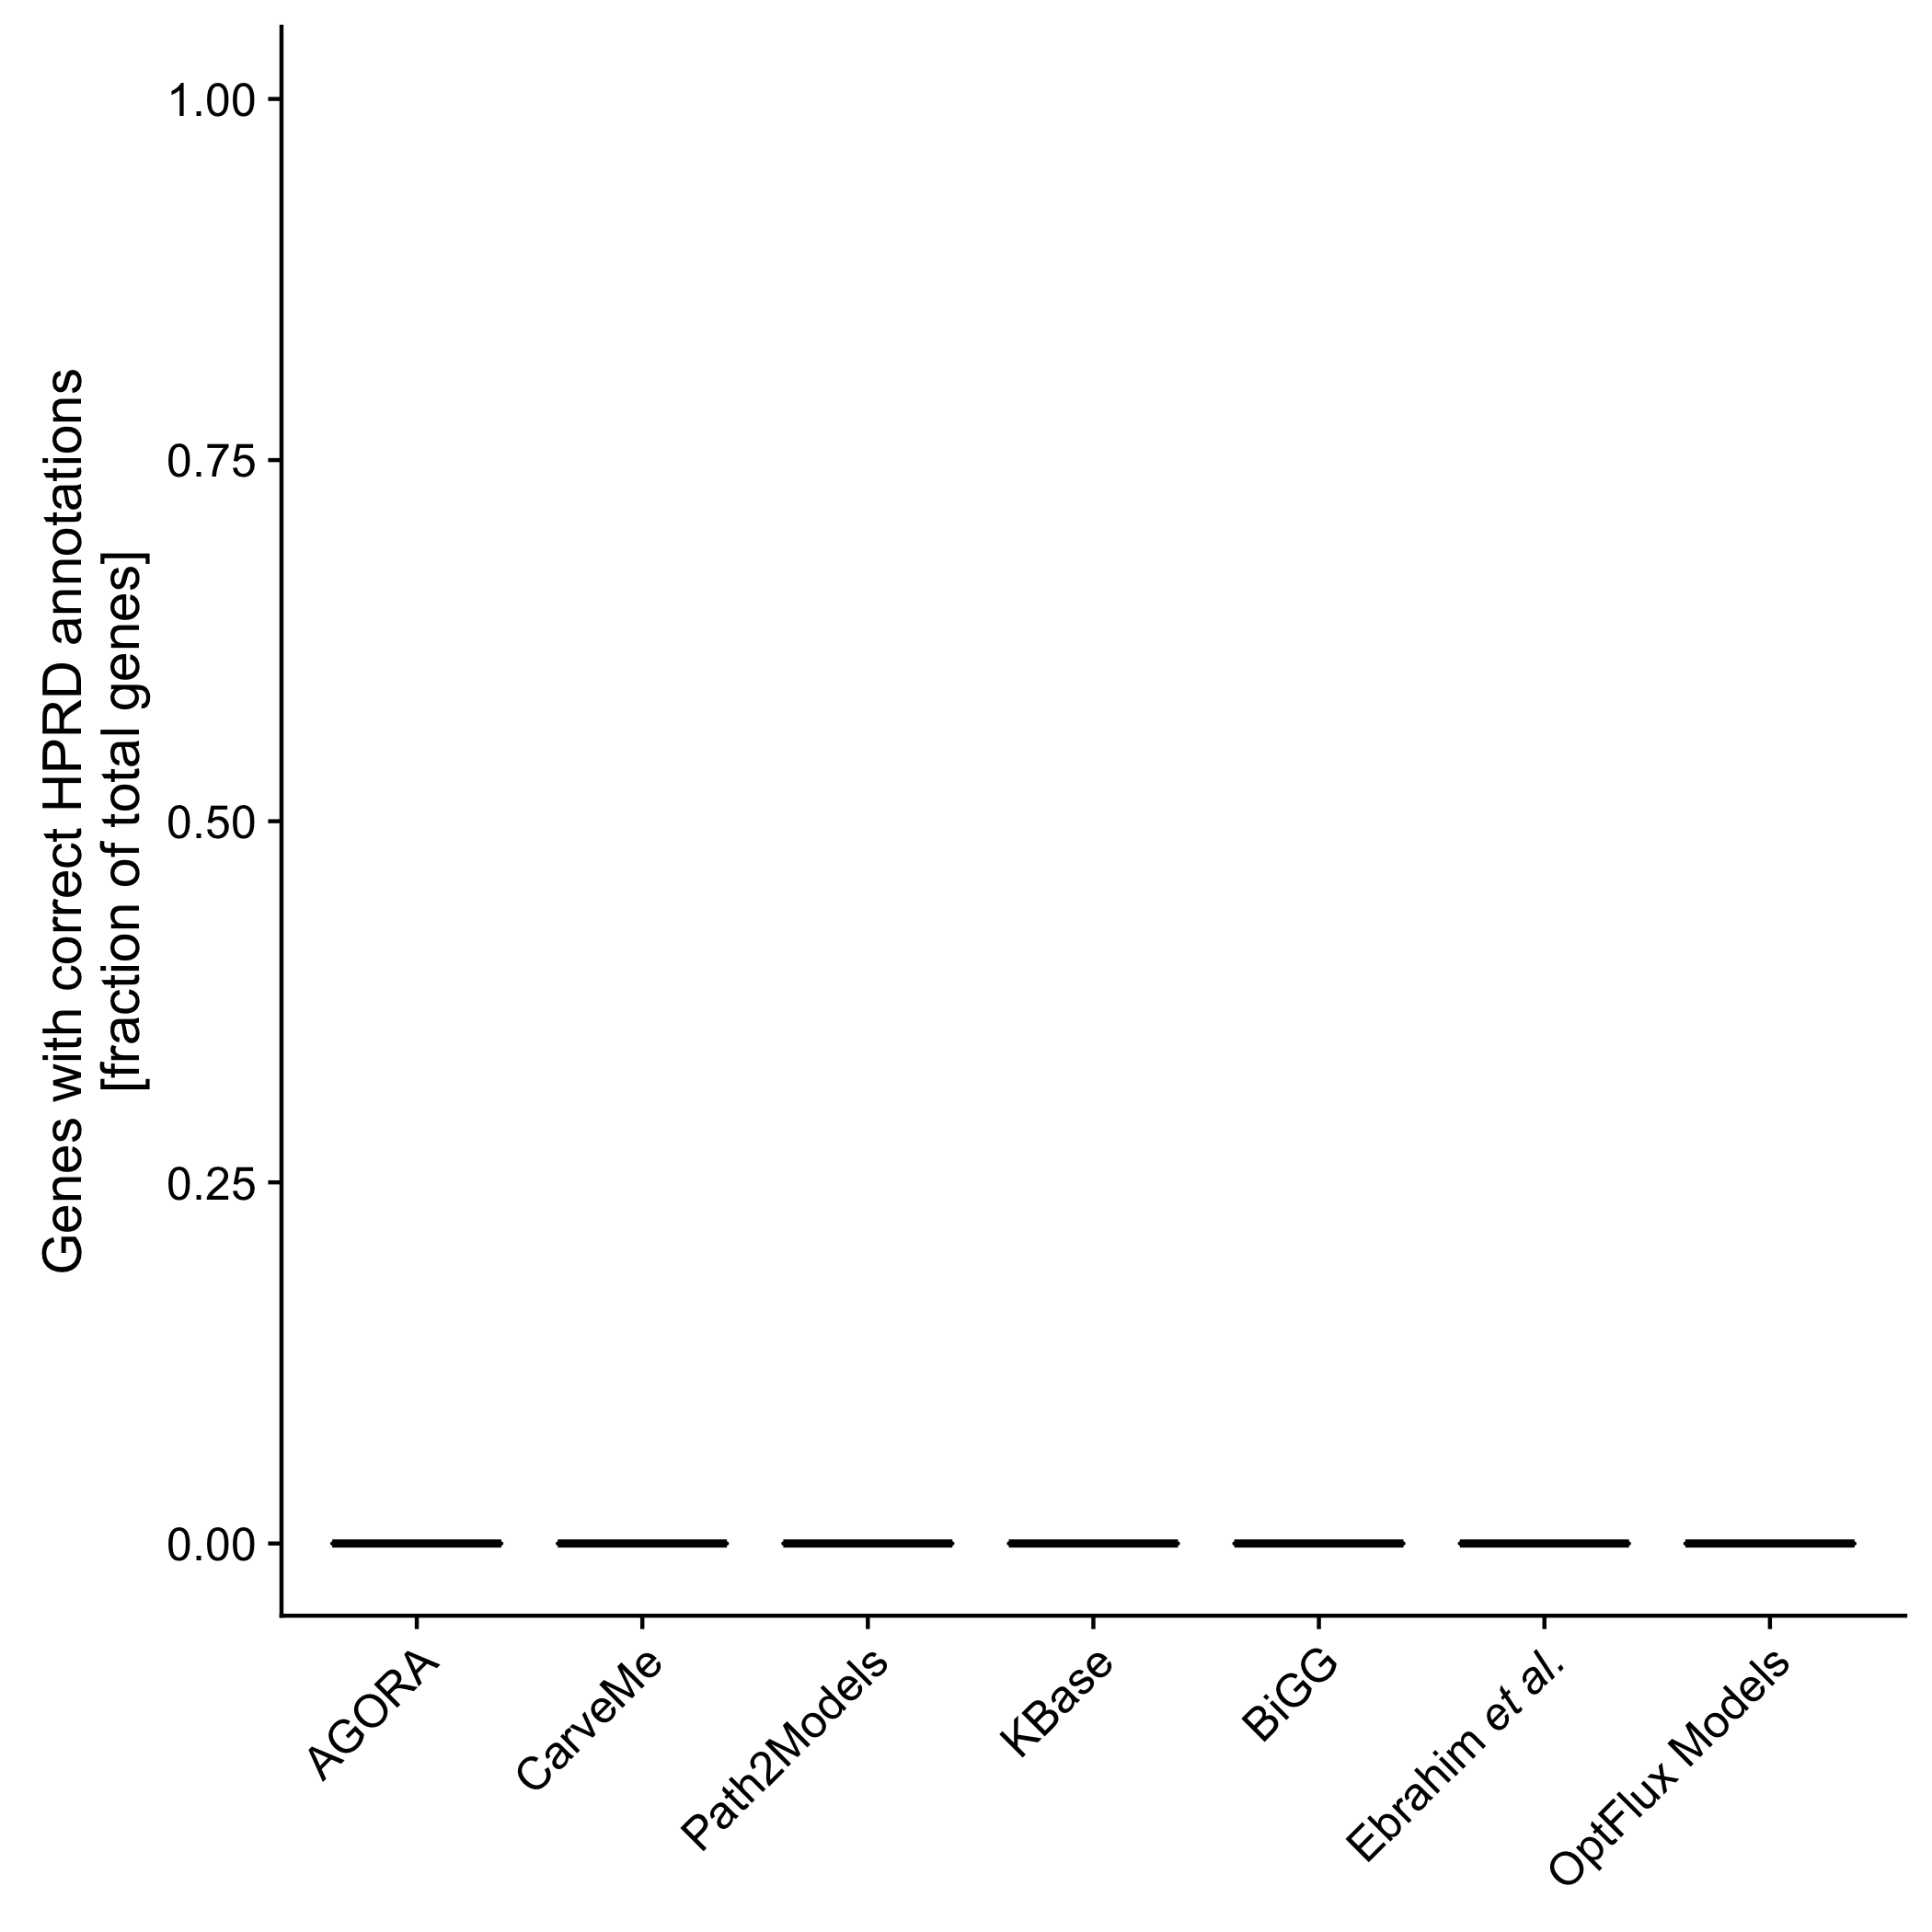 Genes with correct HPRD annotations
[fraction of total genes]
1.00
0.75
0.50
0.25
0.00
AGORA
CarveMe
Path2Models
KBase
BiGG
Ebrahim et al.
OptFlux Models